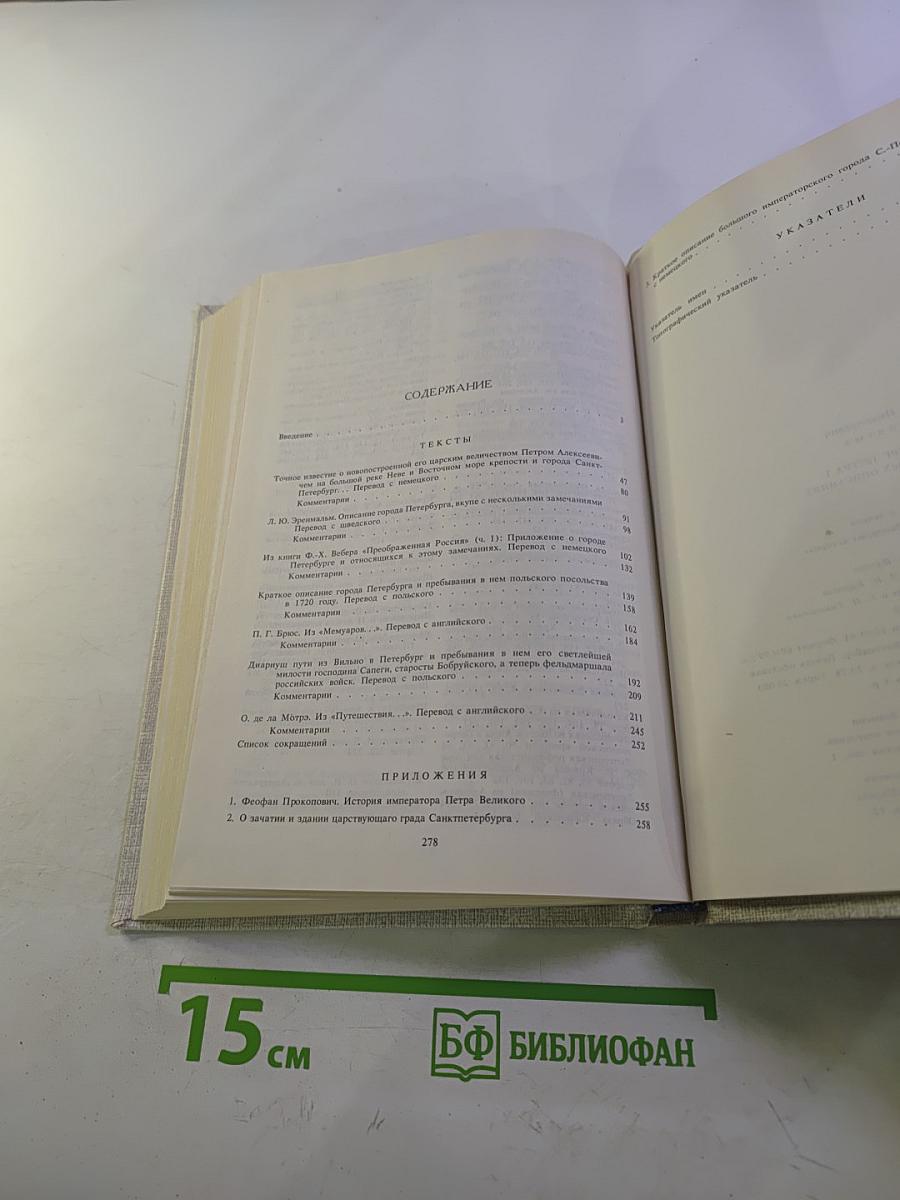 СОДЕРЖАНИЕ
Введение . . . 3
ТЕКСТЫ
Точное известие о новопостроенной его царским величеством Петром Алексееви-
чем на большой реке Неве и Восточном море крепости и города Санкт-
Петербург. . . Перевод с немецкого . . . 47
Комментарии . . . 80
Л. Ю. Эренмальм. Описание города Петербурга, вкупе с несколькими замечаниями
Перевод с шведского . . . 91
Комментарии . . . 98
Из книги Ф.-Х. Вебера «Преображенная Россия» (ч. 1): Приложение о городе
Петербурге и относящихся к этому замечаниях. Перевод с немецкого 102
Комментарии . . . 132
Краткое описание города Петербурга и пребывания в нем польского посольства
в 1720 году. Перевод с польского . . . 139
Комментарии . . . 158
П. Г. Брюс. Из «Мемуаров. . .». Перевод с английского . . . 162
Комментарии . . . 184
Диариуш пути из Вильно в Петербург и пребывания в нем его светлейшей
милости господина Сапеги, старосты Бобруйского, а теперь фельдмаршала
российских войск. Перевод с польского . . . 192
Комментарии . . . 209
О. де ла Мотрэ. Из «Путешествия. . .». Перевод с английского . . . 211
Комментарии . . . 245
Список сокращений . . . 252
ПРИЛОЖЕНИЯ
1. Феофан Прокопович. История императора Петра Великого . . . 255
2. О зачатии и здании царствующего града Санктпетербурга . . . 258
278
3. Краткое описание большого императорского города С.-П
с немецкого . . .
УКАЗАТЕЛИ
Указатель имен . . .
Топографический указатель . . .
15 см
БФ БИБЛИОФАН